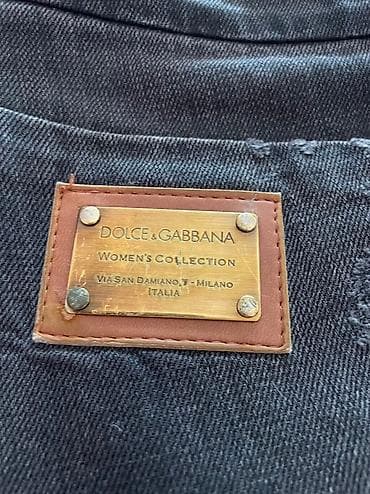 DOLCE & GABBANA
WOMEN'S COLLECTION
VIA SAN DAMIANO, 7 - MILANO
ITALIA